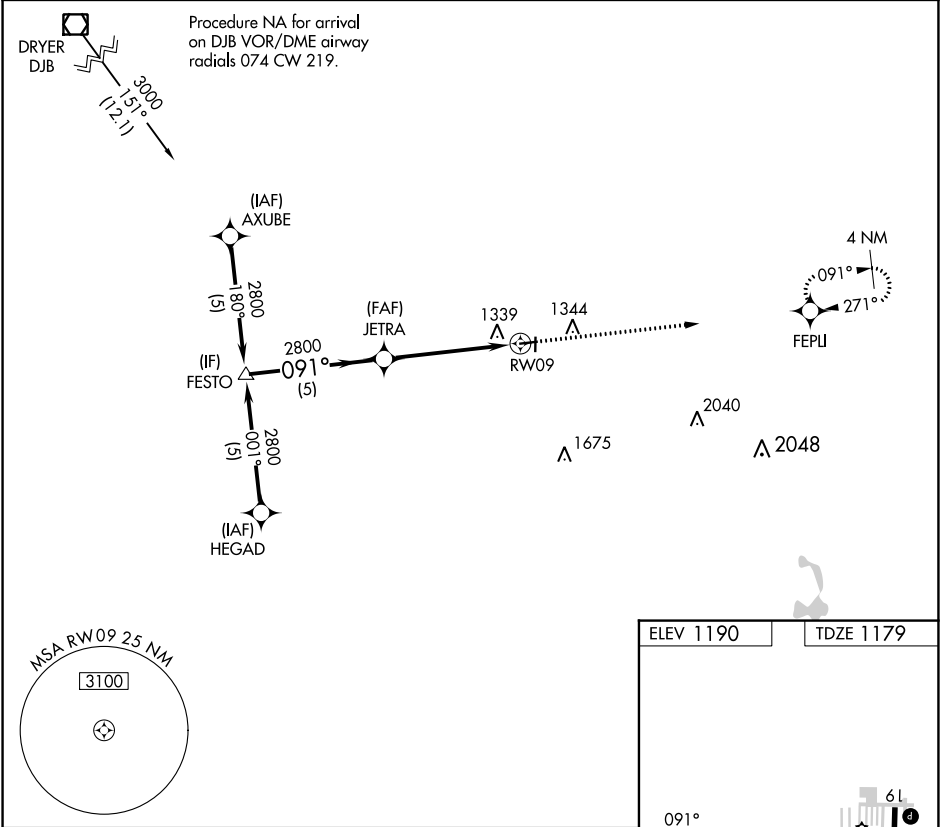 DRYER
DJB
Procedure NA for arrival
on DJB VOR/DME airway
radials 074 CW 219.
3000
151°
(12.1)
(IAF)
AXUBE
2800
180°
(5)
(IF)
FESTO
2800
091°
(5)
(FAF)
JETRA
1339
1344
RW09
4 NM
091°
271°
FEPLI
2800
001°
(5)
(IAF)
HEGAD
1675
2040
2048
MSA RW09 25 NM
3100
ELEV 1190
TDZE 1179
091°
19
P